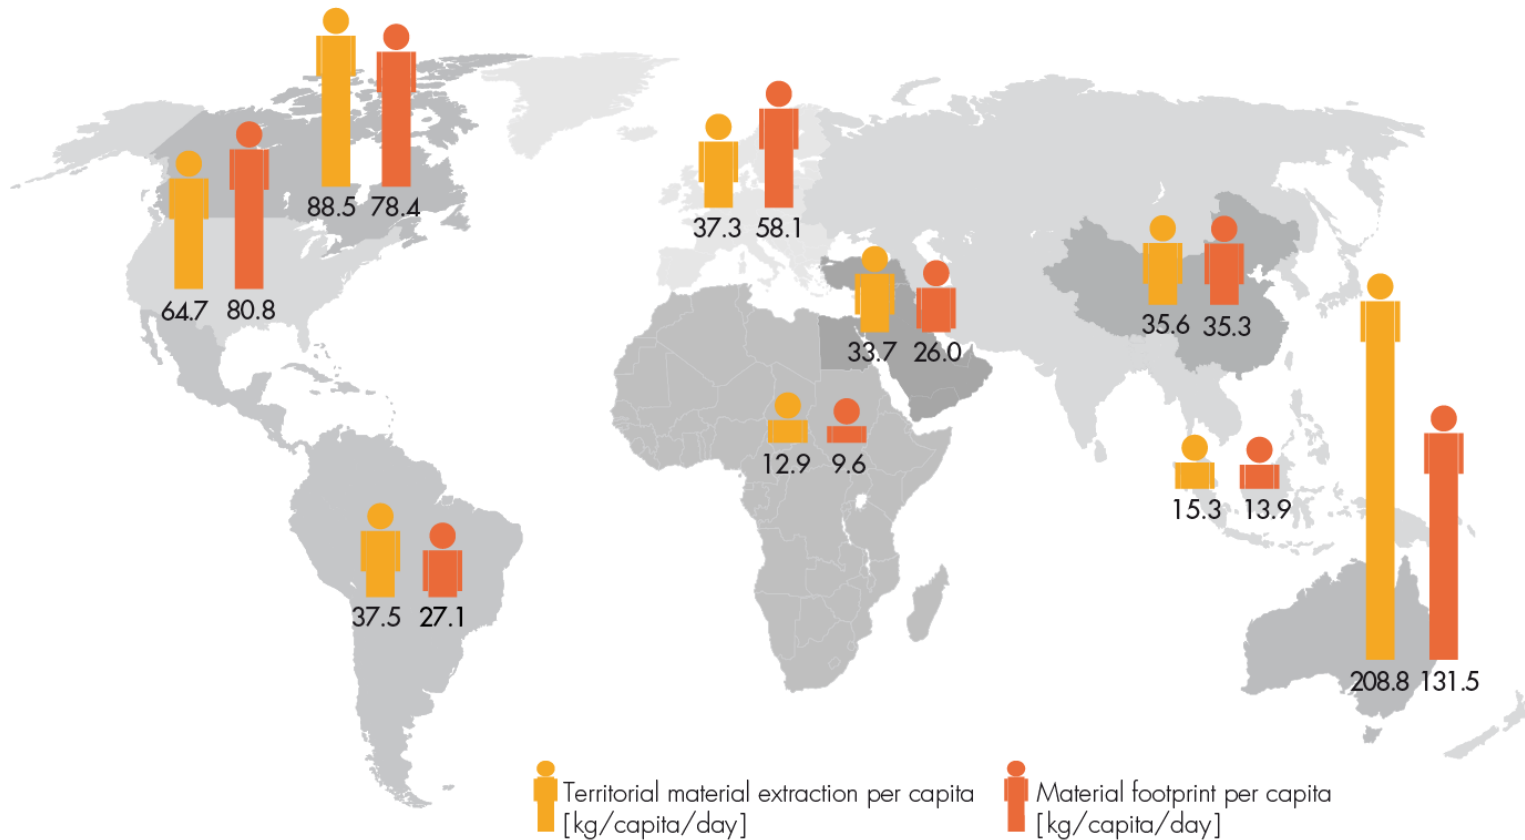 88.5 78.4
64.7 80.8
37.3 58.1
33.7 26.0
35.6 35.3
12.9 9.6
15.3 13.9
37.5 27.1
208.8 131.5
Territorial material extraction per capita
[kg/capita/day]
Material footprint per capita
[kg/capita/day]